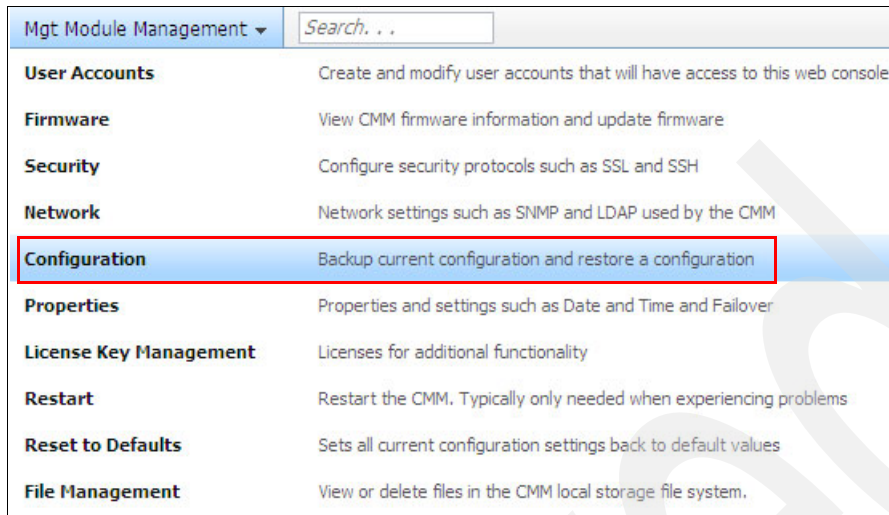 Mgt Module Management Search. . .
User Accounts Create and modify user accounts that will have access to this web console
Firmware View CMM firmware information and update firmware
Security Configure security protocols such as SSL and SSH
Network Network settings such as SNMP and LDAP used by the CMM
Configuration Backup current configuration and restore a configuration
Properties Properties and settings such as Date and Time and Failover
License Key Management Licenses for additional functionality
Restart Restart the CMM. Typically only needed when experiencing problems
Reset to Defaults Sets all current configuration settings back to default values
File Management View or delete files in the CMM local storage file system.